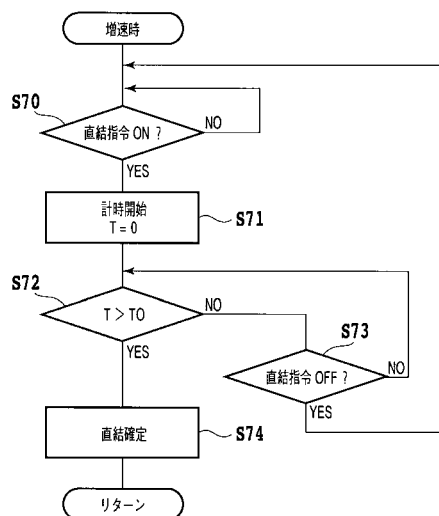 増速時
S70
直結指令 ON ?
NO
YES
計時開始
T = 0
S71
S72
T > TO
NO
YES
S73
直結指令 OFF ?
NO
YES
直結確定
S74
リターン